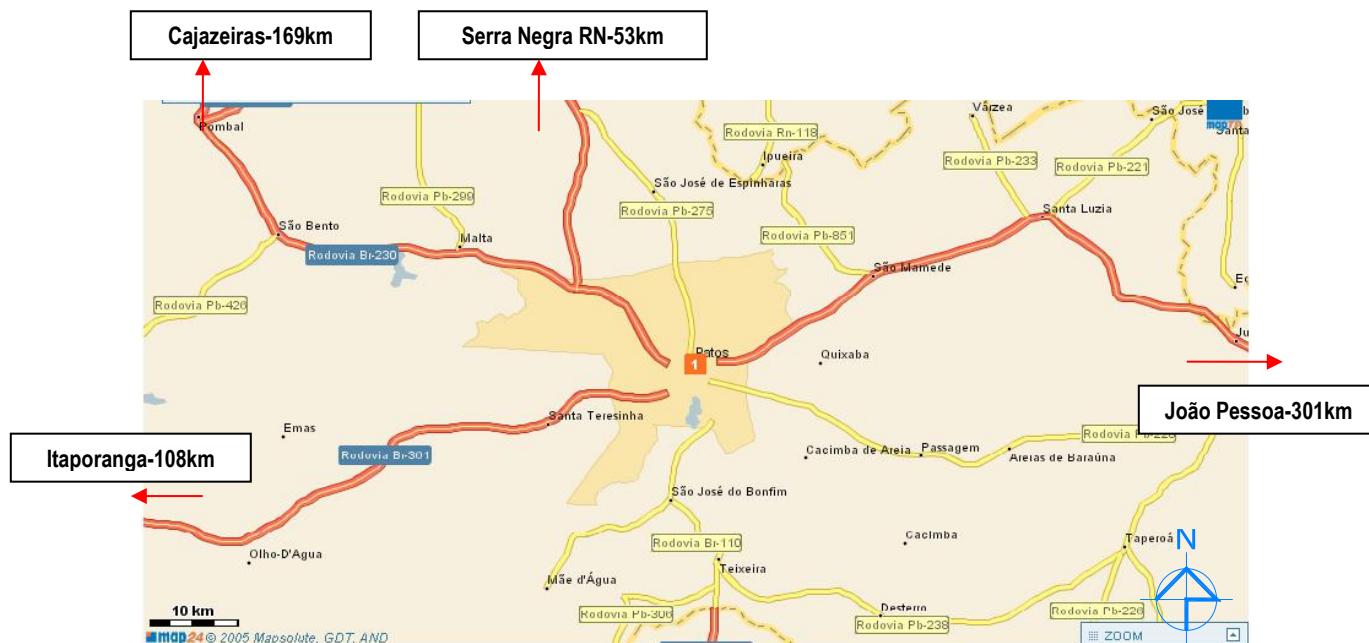 Cajazeiras-169km
Serra Negra RN-53km
Pombal
Várzea
São José
Santa
map24
Rodovia Rn-118
Ipueira
Rodovia Pb-233
Rodovia Pb-221
São José de Espinharas
Rodovia Pb-299
Rodovia Pb-275
Santa Luzia
São Bento
Malta
Rodovia Pb-851
Rodovia Br-230
São Mamede
Rodovia Pb-426
Patos
1
Quixaba
João Pessoa-301km
Santa Teresinha
Emas
Rodovia Br-301
Itaporanga-108km
Cacimba de Areia
Passagem
Areias de Baraúna
São José do Bonfim
Rodovia Br-110
Cacimba
Taperoá
N
Olho-D'Agua
Teixeira
Mãe d'Água
Desterro
Rodovia Pb-306
Rodovia Pb-238
Rodovia Pb-226
10 km
map24 © 2005 Mapsolute, GDT, AND
ZOOM